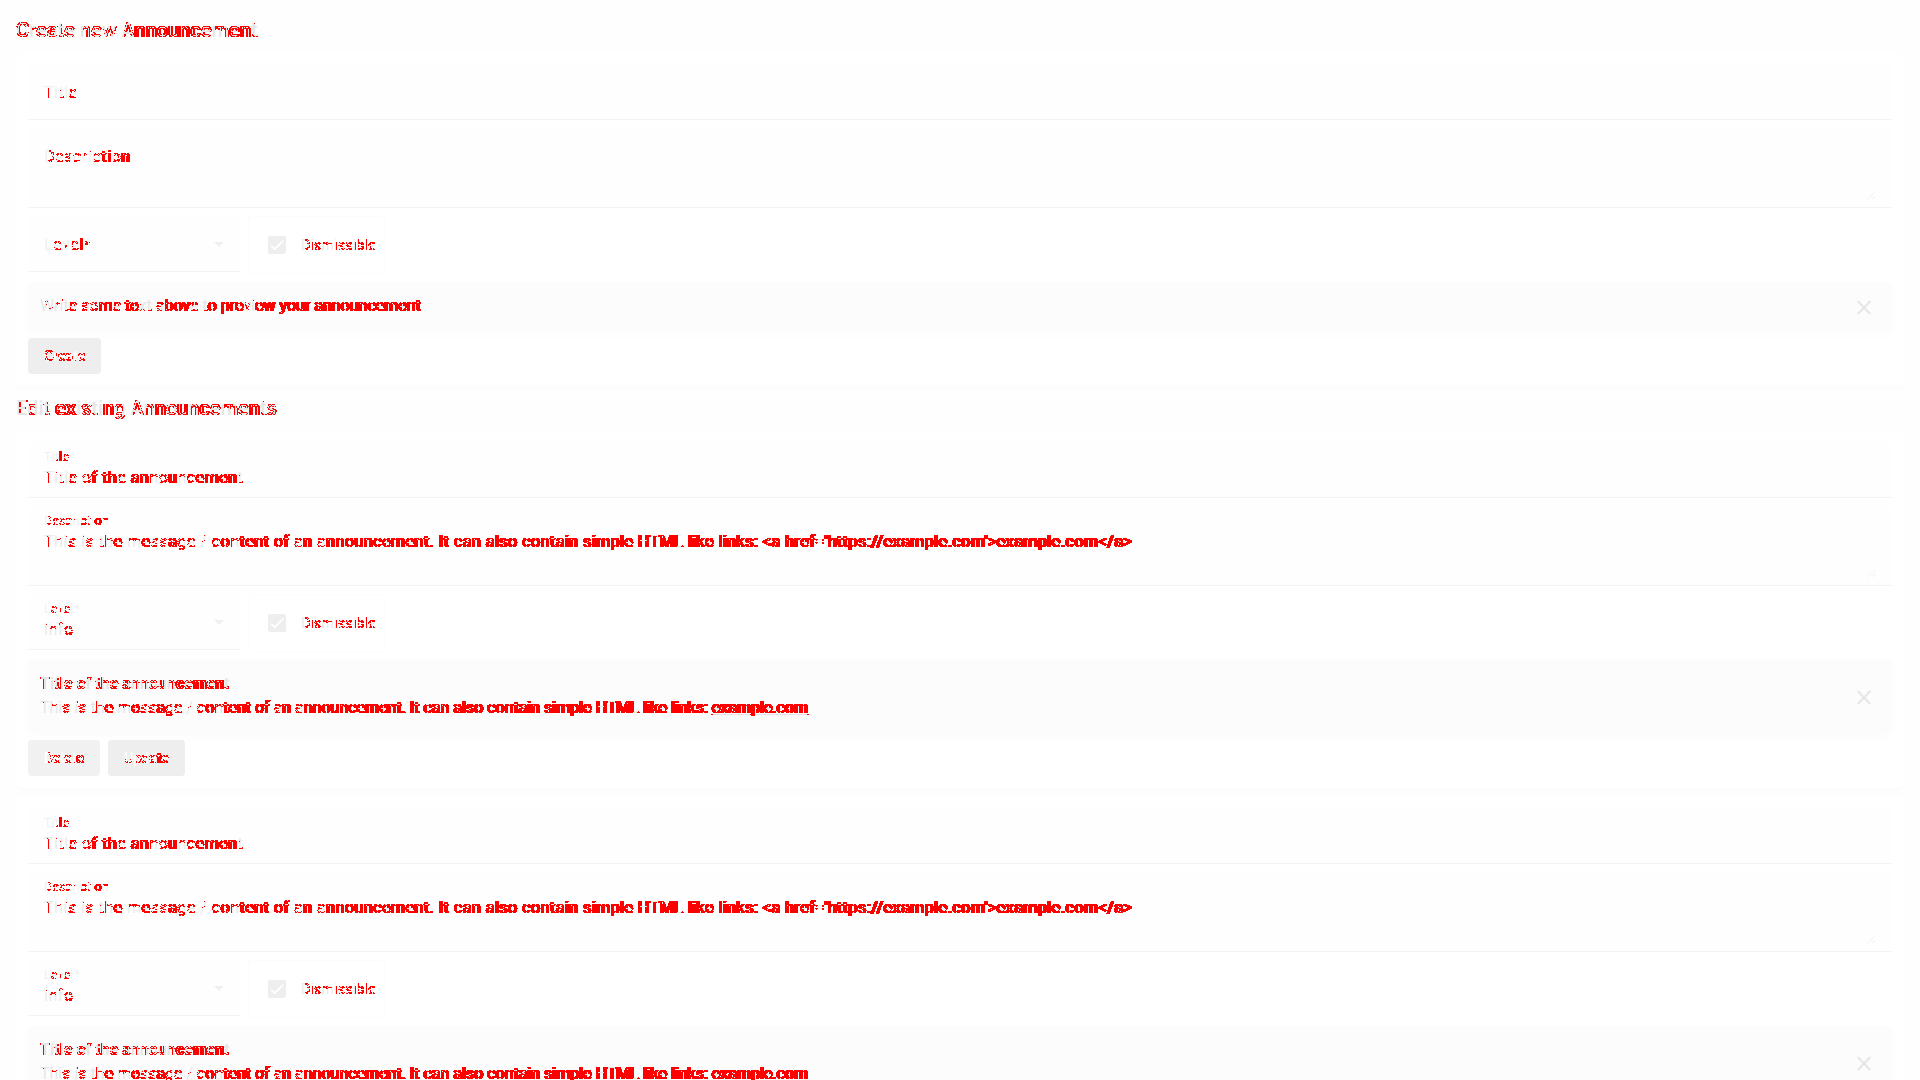 Create new Announcement
Title
Description
Level*
Dismissible
Write some text above to preview your announcement
Create
Edit existing Announcements
Title
Title of the announcement
Description
This is the message / content of an announcement. It can also contain simple HTML like links: <a href='https://example.com'>example.com</a>
Level*
Info
Dismissible
Title of the announcement
This is the message / content of an announcement. It can also contain simple HTML like links: example.com
Delete
Update
Title
Title of the announcement
Description
This is the message / content of an announcement. It can also contain simple HTML like links: <a href='https://example.com'>example.com</a>
Level*
Info
Dismissible
Title of the announcement
This is the message / content of an announcement. It can also contain simple HTML like links: example.com